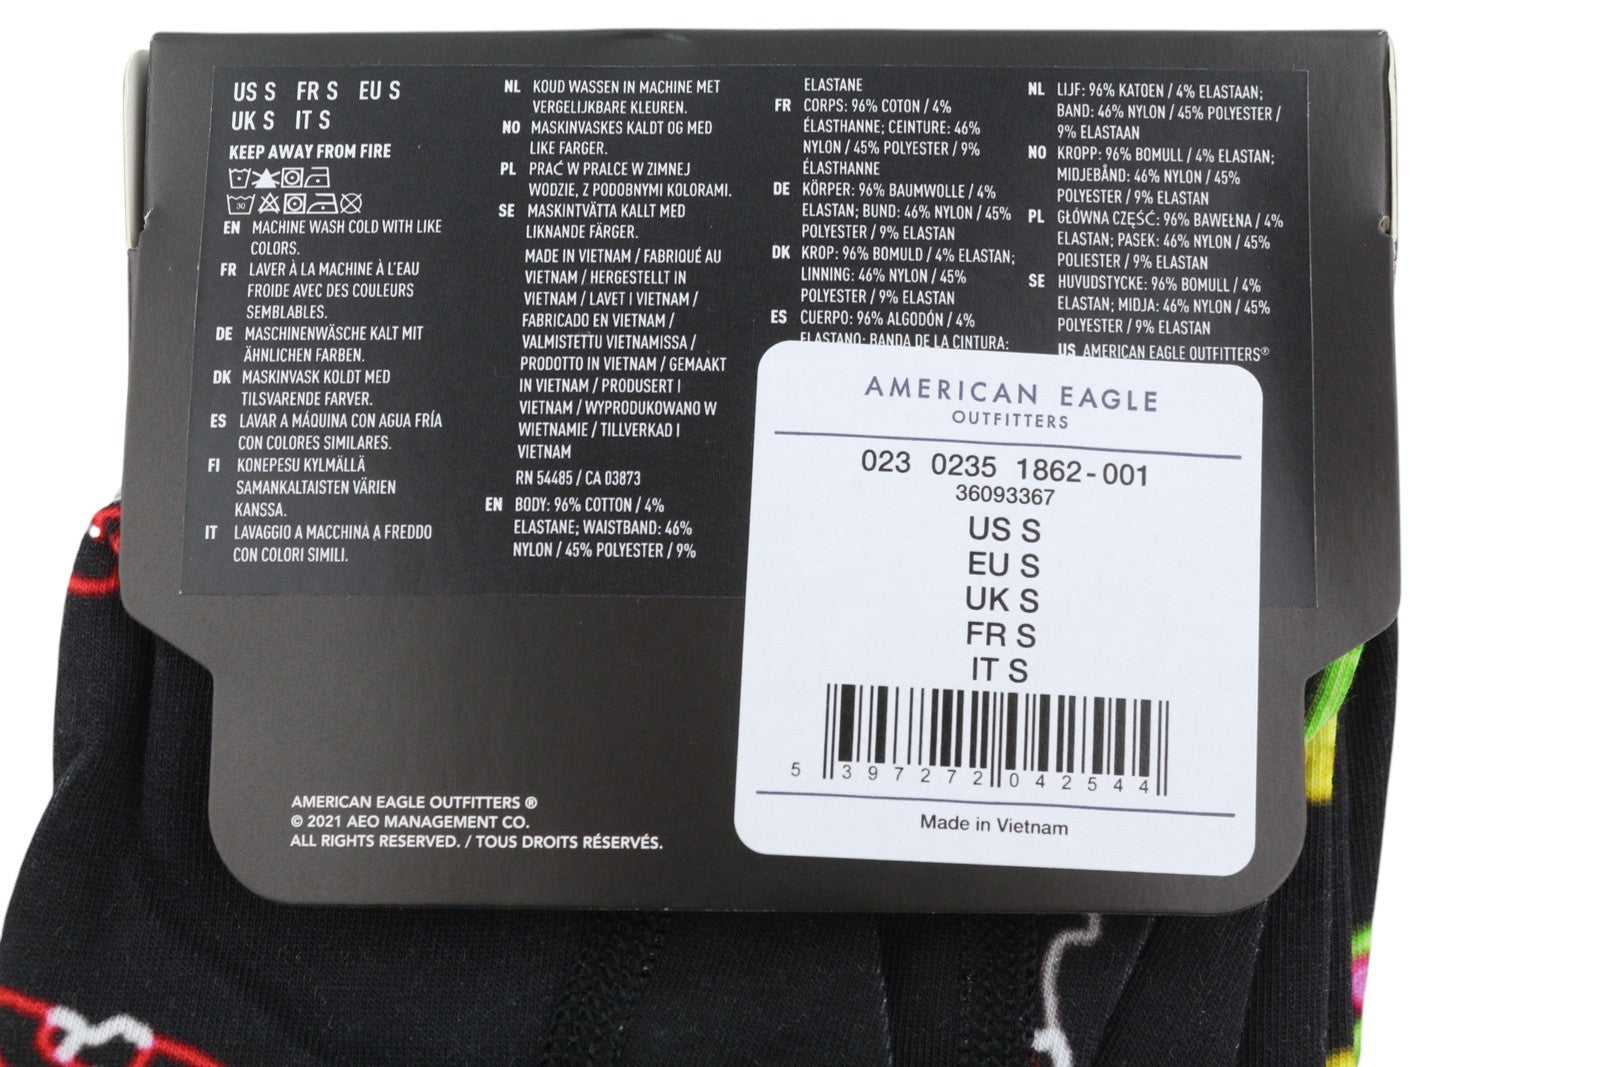 US S FR S EU S
UK S IT S
KEEP AWAY FROM FIRE
30
EN MACHINE WASH COLD WITH LIKE
COLORS.
FR LAVER À LA MACHINE À L'EAU
FROIDE AVEC DES COULEURS
SEMBLABLES.
DE MASCHINENWÄSCHE KALT MIT
ÄHNLICHEN FARBEN.
DK MASKINVASK KOLDT MED
TILSVARENDE FARVER.
ES LAVAR A MÁQUINA CON AGUA FRÍA
CON COLORES SIMILARES.
FI KONEPESU KYLMÄLLÄ
SAMANKALTAISTEN VÄRIEN
KANSSA.
IT LAVAGGIO A MACCHINA A FREDDO
CON COLORI SIMILI.
NL KOUD WASSEN IN MACHINE MET
VERGELIJKBARE KLEUREN.
NO MASKINVASKES KALDT OG MED
LIKE FARGER.
PL PRAĆ W PRALCE W ZIMNEJ
WODZIE, Z PODOBNYMI KOLORAMI.
SE MASKINTVÄTTA KALLT MED
LIKNANDE FÄRGER.
MADE IN VIETNAM / FABRIQUÉ AU
VIETNAM / HERGESTELLT IN
VIETNAM / LAVET I VIETNAM /
FABRICADO EN VIETNAM /
VALMISTETTU VIETNAMISSA /
PRODOTTO IN VIETNAM / GEMAAKT
IN VIETNAM / PRODUSERT I
VIETNAM / WYPRODUKOWANO W
WIETNAMIE / TILLVERKAD I
VIETNAM
RN 54485 / CA 03873
EN BODY: 96% COTTON / 4%
ELASTANE; WAISTBAND: 46%
NYLON / 45% POLYESTER / 9%
ELASTANE
FR CORPS: 96% COTON / 4%
ÉLASTHANNE; CEINTURE: 46%
NYLON / 45% POLYESTER / 9%
ÉLASTHANNE
DE KÖRPER: 96% BAUMWOLLE / 4%
ELASTAN; BUND: 46% NYLON / 45%
POLYESTER / 9% ELASTAN
DK KROP: 96% BOMULD / 4% ELASTAN;
LINNING: 46% NYLON / 45%
POLYESTER / 9% ELASTAN
ES CUERPO: 96% ALGODÓN / 4%
ELASTANO; BANDA DE LA CINTURA:
NL LIJF: 96% KATOEN / 4% ELASTAAN;
BAND: 46% NYLON / 45% POLYESTER /
9% ELASTAAN
NO KROPP: 96% BOMULL / 4% ELASTAN;
MIDJEBÅND: 46% NYLON / 45%
POLYESTER / 9% ELASTAN
PL GŁÓWNA CZĘŚĆ: 96% BAWEŁNA / 4%
ELASTAN; PASEK: 46% NYLON / 45%
POLIESTER / 9% ELASTAN
SE HUVUDSTYCKE: 96% BOMULL / 4%
ELASTAN; MIDJA: 46% NYLON / 45%
POLYESTER / 9% ELASTAN
US AMERICAN EAGLE OUTFITTERS®
AMERICAN EAGLE
OUTFITTERS
023 0235 1862-001
36093367
US S
EU S
UK S
FR S
IT S
5 397272 042544
Made in Vietnam
AMERICAN EAGLE OUTFITTERS ®
© 2021 AEO MANAGEMENT CO.
ALL RIGHTS RESERVED. / TOUS DROITS RÉSERVÉS.